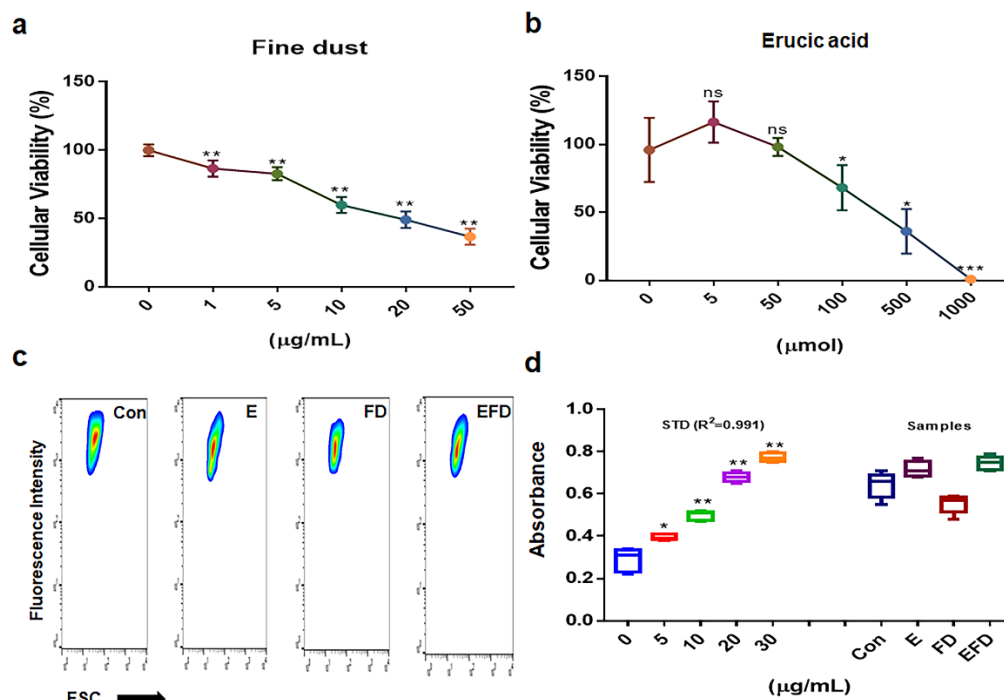 a
Fine dust
Cellular Viability (%)
150
100
50
0
** ** ** ** **
0 1 5 10 20 50
(μg/mL)
b
Erucic acid
Cellular Viability (%)
150
100
50
0
ns ns * * ***
0 5 50 100 500 1000
(μmol)
c
Fluorescence Intensity
Con E FD EFD
FSC
d
Absorbance
1.0
0.8
0.6
0.4
0.2
0.0
STD (R²=0.991) Samples
* ** ** **
0 5 10 20 30 Con E FD EFD
(μg/mL)